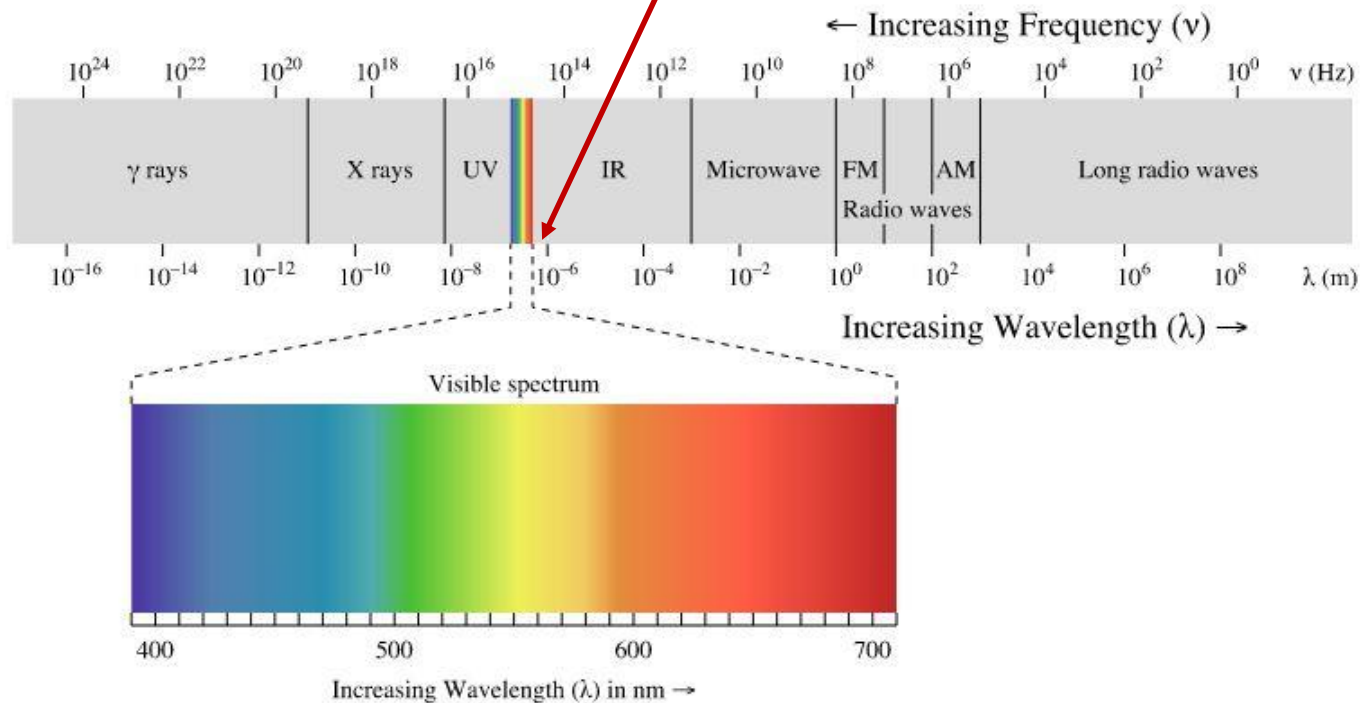 ← Increasing Frequency (ν)
10²⁴ 10²² 10²⁰ 10¹⁸ 10¹⁶ 10¹⁴ 10¹² 10¹⁰ 10⁸ 10⁶ 10⁴ 10² 10⁰ ν (Hz)
γ rays X rays UV IR Microwave FM AM Long radio waves
Radio waves
10⁻¹⁶ 10⁻¹⁴ 10⁻¹² 10⁻¹⁰ 10⁻⁸ 10⁻⁶ 10⁻⁴ 10⁻² 10⁰ 10² 10⁴ 10⁶ 10⁸ λ (m)
Increasing Wavelength (λ) →
Visible spectrum
400 500 600 700
Increasing Wavelength (λ) in nm →